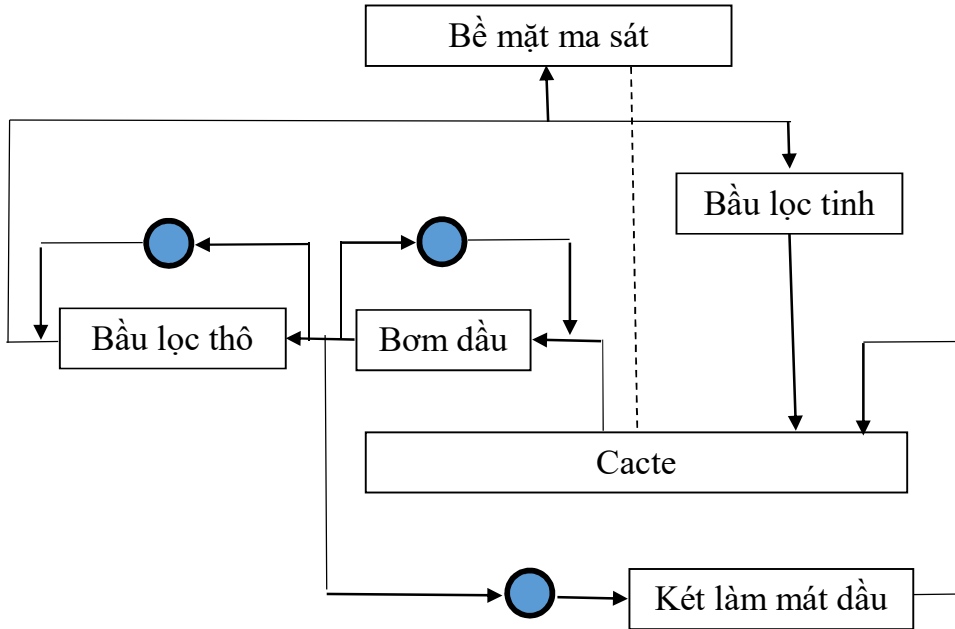 Bề mặt ma sát
Bầu lọc tinh
Bầu lọc thô
Bơm dầu
Cacte
Két làm mát dầu